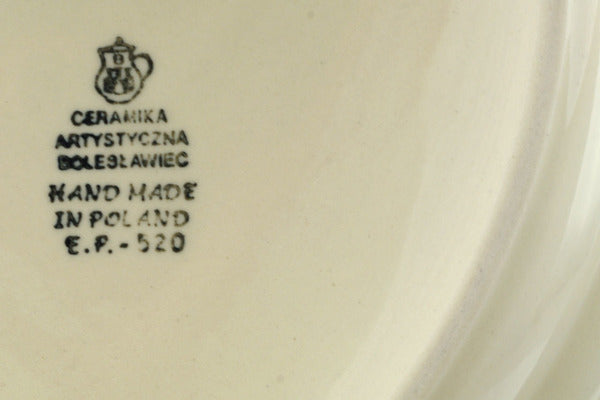 B
CERAMIKA
ARTYSTYCZNA
BOLESŁAWIEC
HAND MADE
IN POLAND
E.P.-520